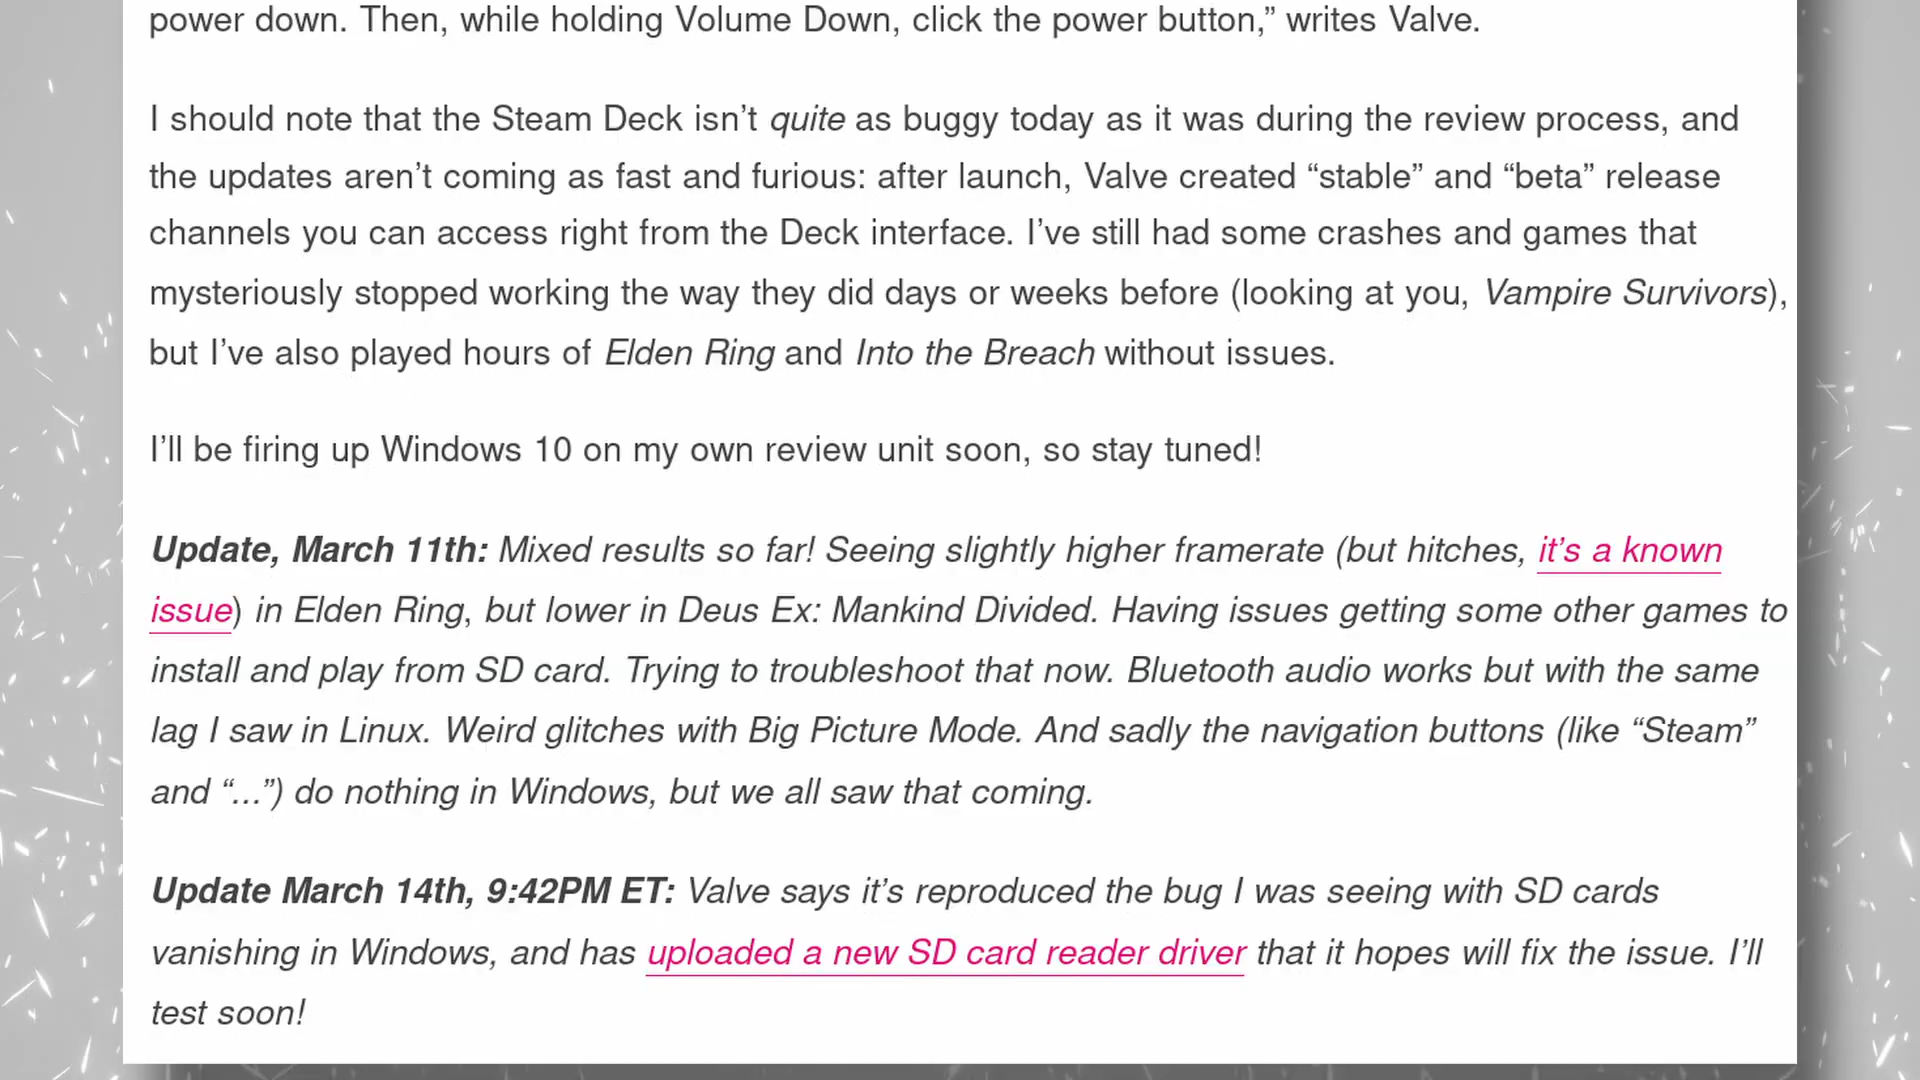 power down. Then, while holding Volume Down, click the power button,” writes Valve.
I should note that the Steam Deck isn’t quite as buggy today as it was during the review process, and
the updates aren’t coming as fast and furious: after launch, Valve created “stable” and “beta” release
channels you can access right from the Deck interface. I’ve still had some crashes and games that
mysteriously stopped working the way they did days or weeks before (looking at you, Vampire Survivors),
but I’ve also played hours of Elden Ring and Into the Breach without issues.
I’ll be firing up Windows 10 on my own review unit soon, so stay tuned!
Update, March 11th: Mixed results so far! Seeing slightly higher framerate (but hitches, it’s a known
issue) in Elden Ring, but lower in Deus Ex: Mankind Divided. Having issues getting some other games to
install and play from SD card. Trying to troubleshoot that now. Bluetooth audio works but with the same
lag I saw in Linux. Weird glitches with Big Picture Mode. And sadly the navigation buttons (like “Steam”
and “...”) do nothing in Windows, but we all saw that coming.
Update March 14th, 9:42PM ET: Valve says it’s reproduced the bug I was seeing with SD cards
vanishing in Windows, and has uploaded a new SD card reader driver that it hopes will fix the issue. I’ll
test soon!